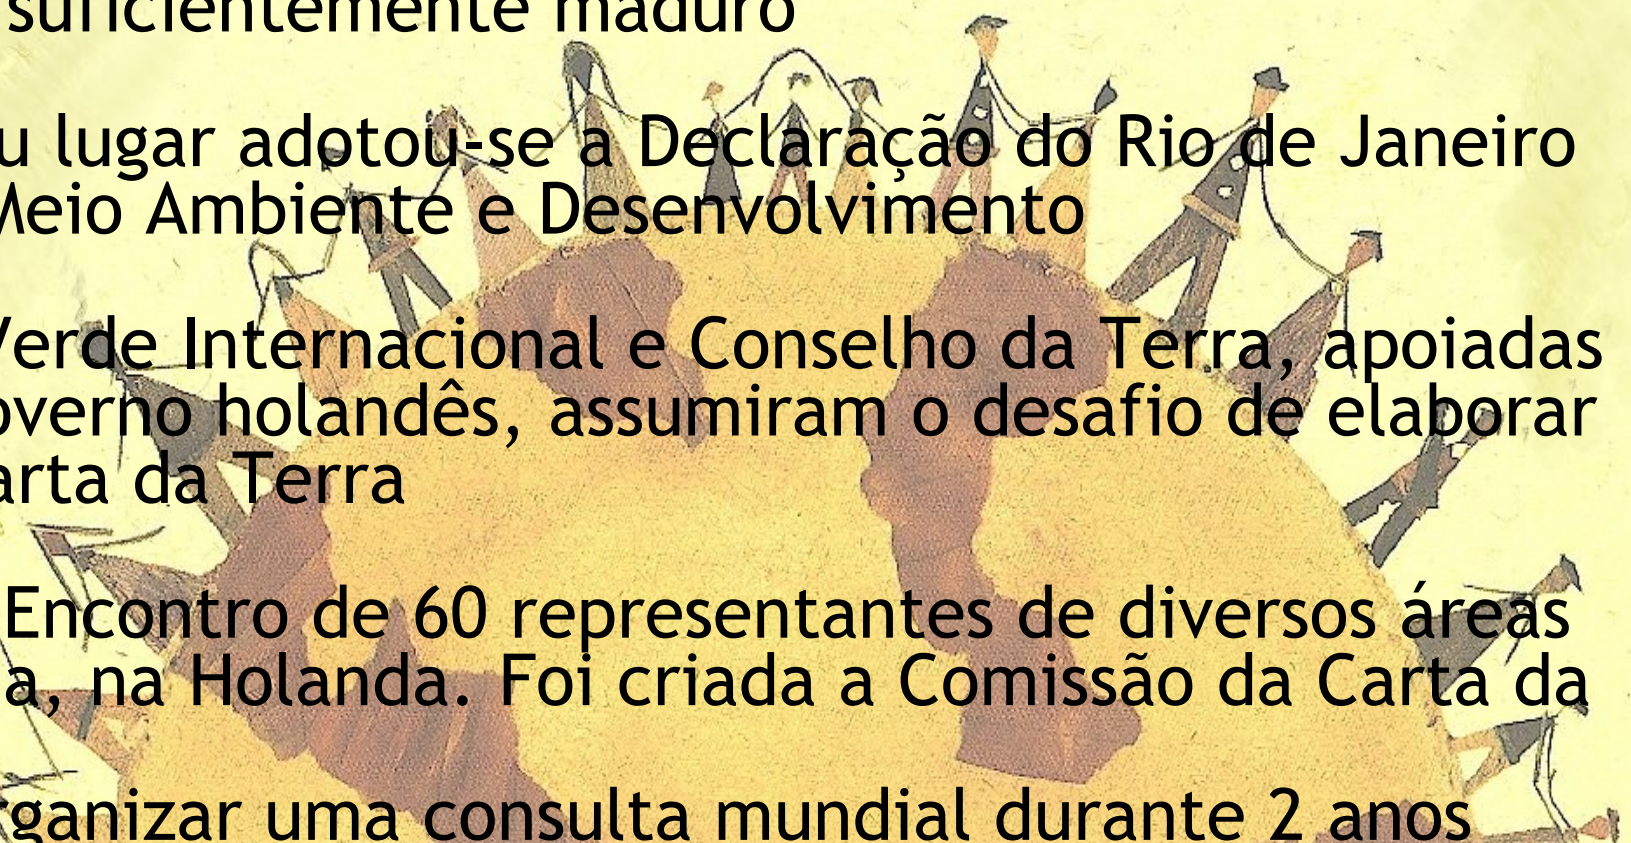 suficientemente maduro
u lugar adotou-se a Declaração do Rio de Janeiro
Meio Ambiente e Desenvolvimento
Verde Internacional e Conselho da Terra, apoiadas
overno holandês, assumiram o desafio de elaborar
arta da Terra
Encontro de 60 representantes de diversos áreas
a, na Holanda. Foi criada a Comissão da Carta da
rganizar uma consulta mundial durante 2 anos